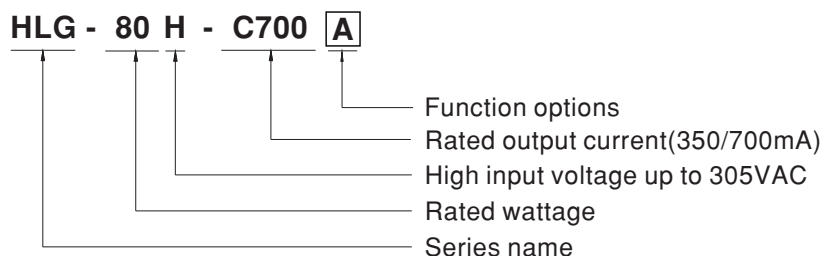 HLG - 80 H - C700 A
Function options
Rated output current(350/700mA)
High input voltage up to 305VAC
Rated wattage
Series name